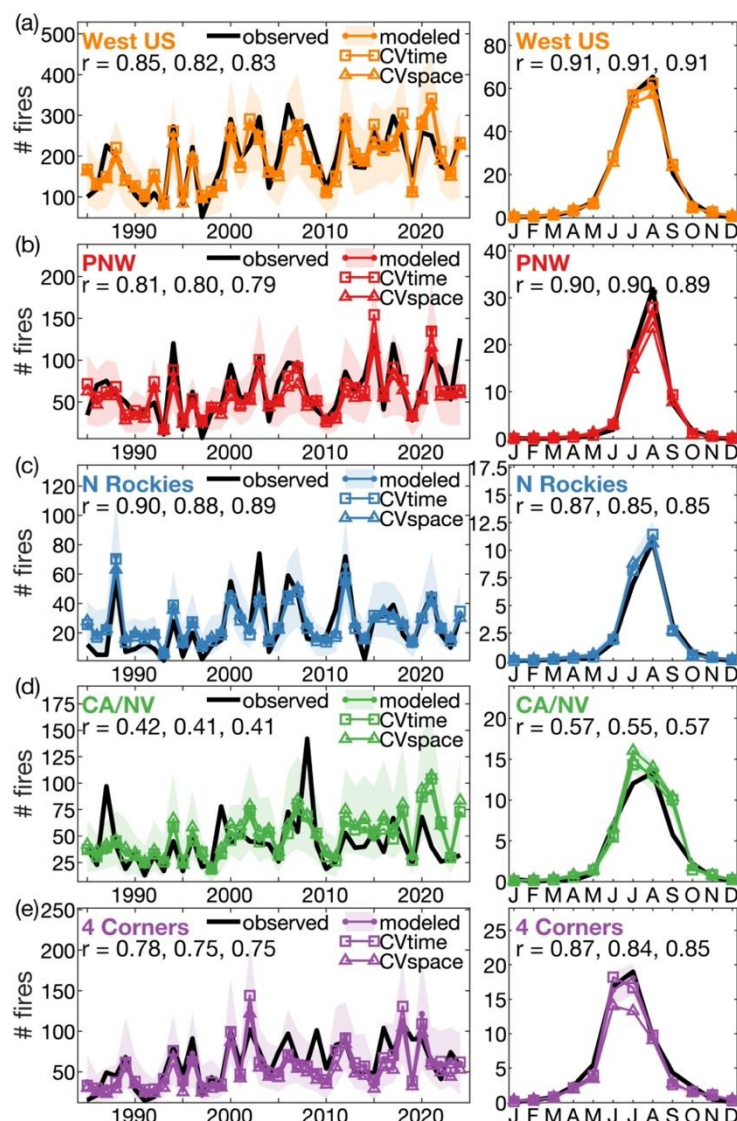 (a)
West US
observed
modeled
CVtime
CVspace
r = 0.85, 0.82, 0.83
# fires
500
400
300
200
100
1990
2000
2010
2020
West US
r = 0.91, 0.91, 0.91
80
60
40
20
0
J F M A M J J A S O N D
(b)
PNW
observed
modeled
CVtime
CVspace
r = 0.81, 0.80, 0.79
# fires
200
150
100
50
1990
2000
2010
2020
PNW
r = 0.90, 0.90, 0.89
30
20
10
0
J F M A M J J A S O N D
(c)
N Rockies
observed
modeled
CVtime
CVspace
r = 0.90, 0.88, 0.89
# fires
120
100
80
60
40
20
1990
2000
2010
2020
N Rockies
r = 0.87, 0.85, 0.85
17.5
15.0
12.5
10.0
7.5
5.0
2.5
0
J F M A M J J A S O N D
(d)
CA/NV
observed
modeled
CVtime
CVspace
r = 0.42, 0.41, 0.41
# fires
175
150
125
100
75
50
25
1990
2000
2010
2020
CA/NV
r = 0.57, 0.55, 0.57
20
15
10
5
0
J F M A M J J A S O N D
(e)
4 Corners
observed
modeled
CVtime
CVspace
r = 0.78, 0.75, 0.75
# fires
250
200
150
100
50
1990
2000
2010
2020
4 Corners
r = 0.87, 0.84, 0.85
25
20
15
10
5
0
J F M A M J J A S O N D